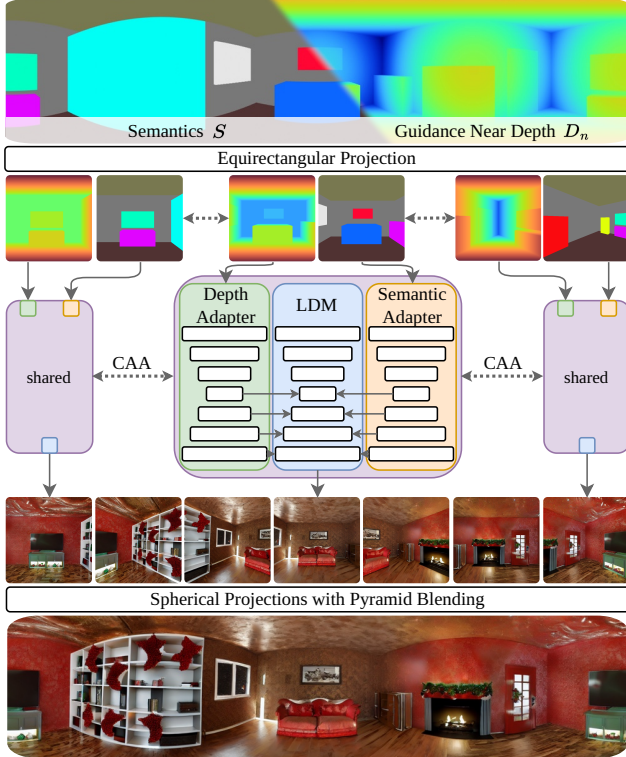 Semantics S
Guidance Near Depth Dₙ
Equirectangular Projection
Depth
Adapter
LDM
Semantic
Adapter
shared
CAA
CAA
shared
Spherical Projections with Pyramid Blending